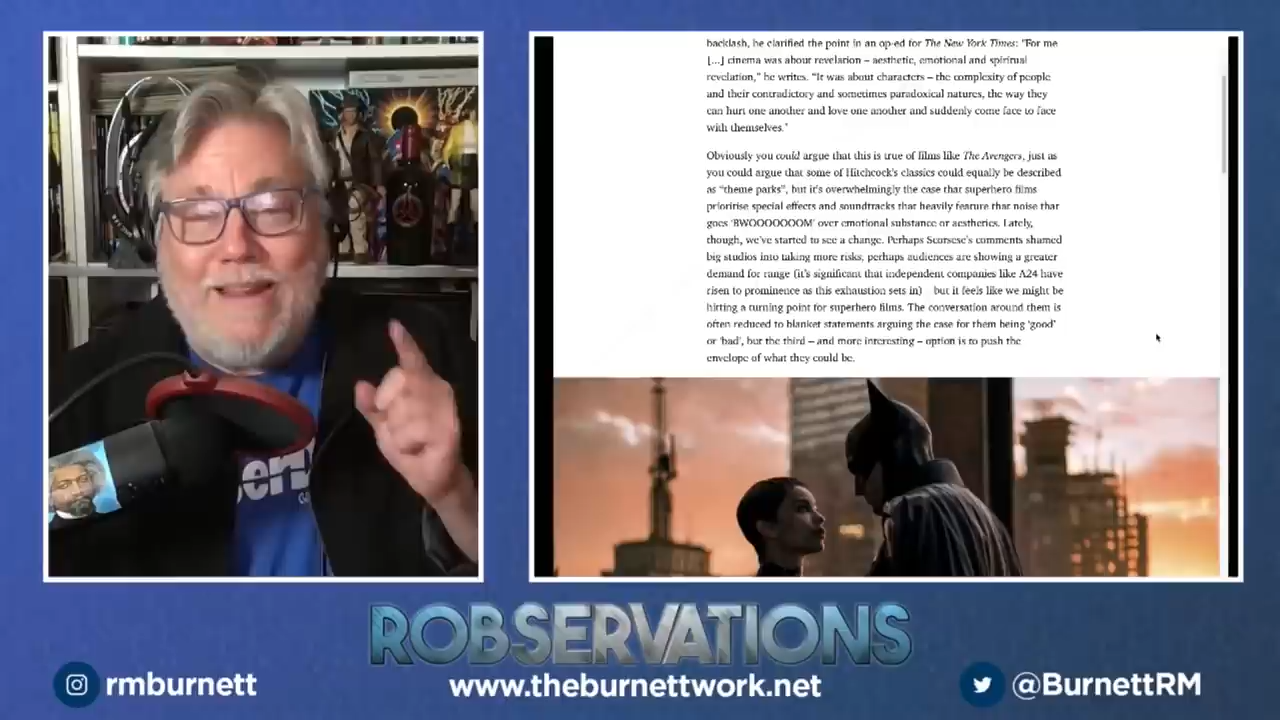 backlash, he clarified the point in an op-ed for The New York Times: "For me
[...] cinema was about revelation – aesthetic, emotional and spiritual
revelation," he writes. "It was about characters – the complexity of people
and their contradictory and sometimes paradoxical natures, the way they
can hurt one another and love one another and suddenly come face to face
with themselves."
Obviously you could argue that this is true of films like The Avengers, just as
you could argue that some of Hitchcock's classics could equally be described
as "theme parks", but it's overwhelmingly the case that superhero films
prioritise special effects and soundtracks that heavily feature that noise that
goes 'BWOOOOOOM' over emotional substance or aesthetics. Lately,
though, we've started to see a change. Perhaps Scorsese's comments shamed
big studios into taking more risks, perhaps audiences are showing a greater
demand for range (it's significant that independent companies like A24 have
risen to prominence as this exhaustion sets in) – but it feels like we might be
hitting a turning point for superhero films. The conversation around them is
often reduced to blanket statements arguing the case for them being 'good'
or 'bad', but the third – and more interesting – option is to push the
envelope of what they could be.
ROBSERVATIONS
rmburnett
www.theburnettwork.net
@BurnettRM